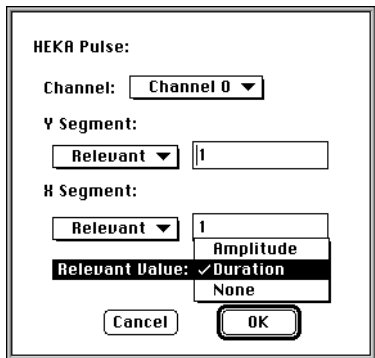 HEKA Pulse:
Channel: Channel 0
Y Segment:
Relevant 1
X Segment:
Relevant 1
Amplitude
Relevant Value: ✓Duration
None
Cancel OK